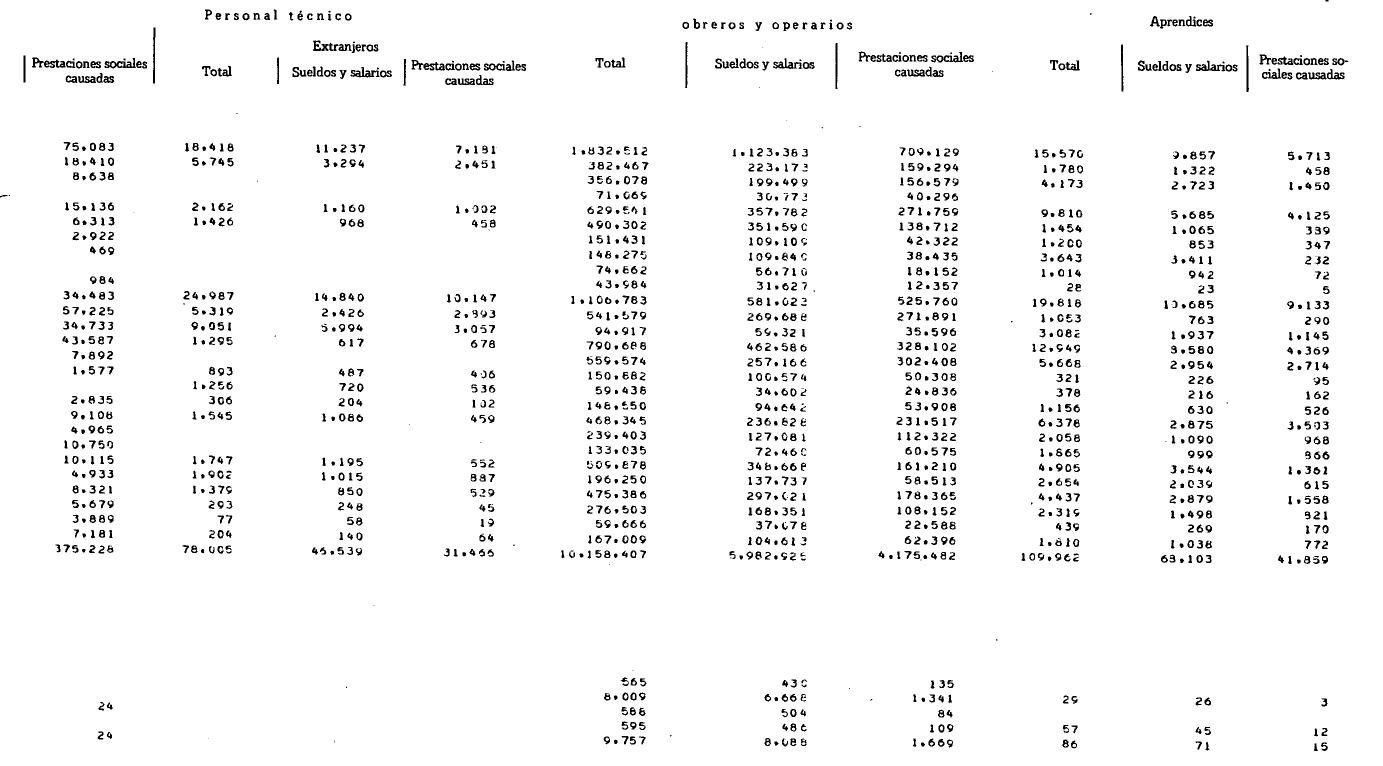 Personal técnico obreros y operarios Aprendices
Extranjeros
Prestaciones sociales causadas Total Sueldos y salarios Prestaciones sociales causadas Total Sueldos y salarios Prestaciones sociales causadas Total Sueldos y salarios Prestaciones so-
ciales causadas
75.083 18.418 11.237 7.181 1.832.512 1.123.383 709.129 15.570 9.857 5.713
18.410 5.745 3.294 2.451 382.467 223.173 159.294 1.780 1.322 458
8.638 356.078 199.499 156.579 4.173 2.723 1.450
71.069 30.773 40.296
15.136 2.162 1.160 1.002 629.541 357.782 271.759 9.810 5.685 4.125
6.313 1.426 968 458 490.302 351.590 138.712 1.454 1.065 389
2.922 151.431 109.109 42.322 1.200 853 347
469 148.275 109.840 38.435 3.643 3.411 232
74.862 56.710 18.152 1.014 942 72
984 43.984 31.627 12.357 28 23 5
34.483 24.987 14.840 10.147 1.106.783 581.023 525.760 19.818 10.685 9.133
57.225 5.319 2.426 2.893 541.579 269.688 271.891 1.053 763 290
34.733 9.051 5.994 3.057 94.917 59.321 35.596 3.082 1.937 1.145
43.587 1.295 617 678 790.688 462.586 328.102 12.949 8.580 4.369
7.892 559.574 257.166 302.408 5.668 2.954 2.714
1.577 893 487 406 150.882 100.574 50.308 321 226 95
1.256 720 536 59.438 34.602 24.836 378 216 162
2.835 306 204 102 148.550 94.642 53.908 1.156 630 526
9.108 1.545 1.086 459 468.345 236.828 231.517 6.378 2.875 3.503
4.965 239.403 127.081 112.322 2.058 1.090 968
10.750 133.035 72.460 60.575 1.865 999 866
10.115 1.747 1.195 552 509.878 348.668 161.210 4.905 3.544 1.361
4.933 1.902 1.015 887 196.250 137.737 58.513 2.654 2.039 615
8.321 1.379 850 529 475.386 297.021 178.365 4.437 2.879 1.558
5.679 293 248 45 276.503 168.351 108.152 2.319 1.498 821
3.889 77 58 19 59.666 37.078 22.588 439 269 170
7.181 204 140 64 167.009 104.613 62.396 1.810 1.038 772
375.228 78.005 46.539 31.466 10.158.407 5.982.925 4.175.482 109.962 68.103 41.859
565 430 135
24 8.009 6.668 1.341 29 26 3
588 504 84
595 486 109 57 45 12
24 9.757 8.088 1.669 86 71 15